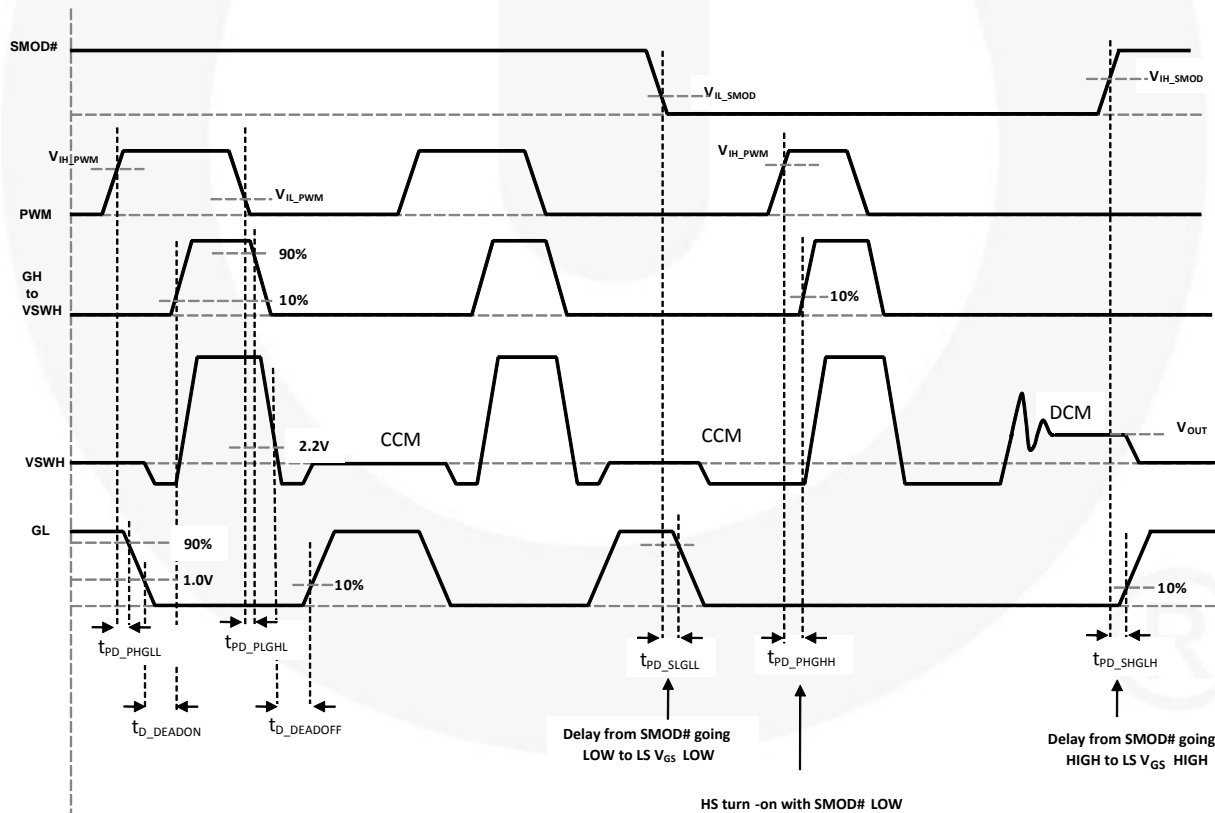 SMOD#
V_IL_SMOD
V_IH_SMOD
V_IH_PWM
V_IL_PWM
V_IH_PWM
PWM
90%
10%
10%
GH
to
VSWH
DCM
V_OUT
CCM
CCM
2.2V
VSWH
GL
90%
1.0V
10%
10%
t_PD_PHGLL
t_PD_PLGHL
t_PD_SLGLL
t_PD_PHGHH
t_PD_SHGLH
t_D_DEADON
t_D_DEADOFF
Delay from SMOD# going
LOW to LS V_GS LOW
Delay from SMOD# going
HIGH to LS V_GS HIGH
HS turn -on with SMOD# LOW
®